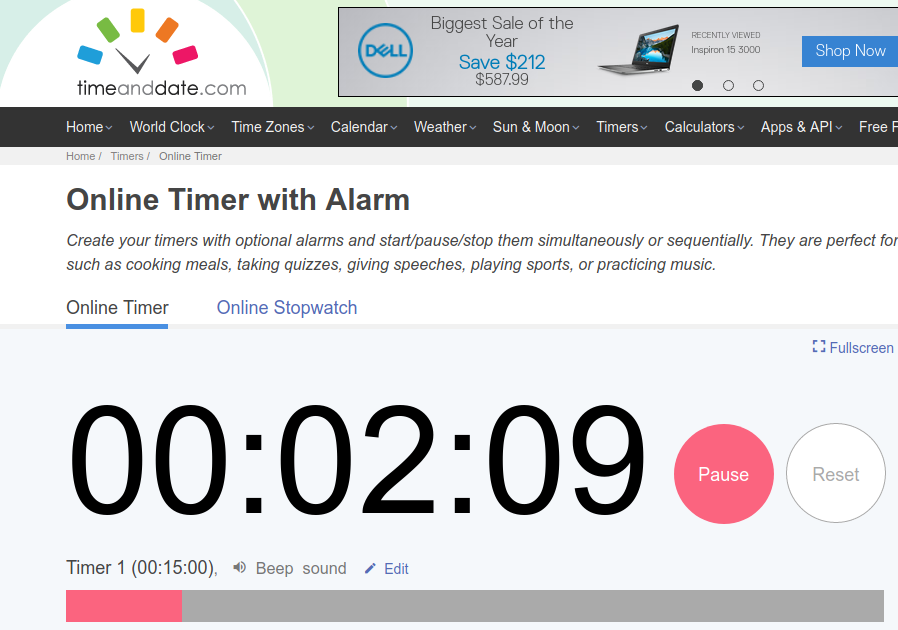 timeanddate.com
DELL
Biggest Sale of the
Year
Save $212
$587.99
RECENTLY VIEWED
Inspiron 15 3000
Shop Now
Home World Clock Time Zones Calendar Weather Sun & Moon Timers Calculators Apps & API Free F
Home / Timers / Online Timer
Online Timer with Alarm
Create your timers with optional alarms and start/pause/stop them simultaneously or sequentially. They are perfect for
such as cooking meals, taking quizzes, giving speeches, playing sports, or practicing music.
Online Timer Online Stopwatch
Fullscreen
00:02:09 Pause Reset
Timer 1 (00:15:00), Beep sound Edit